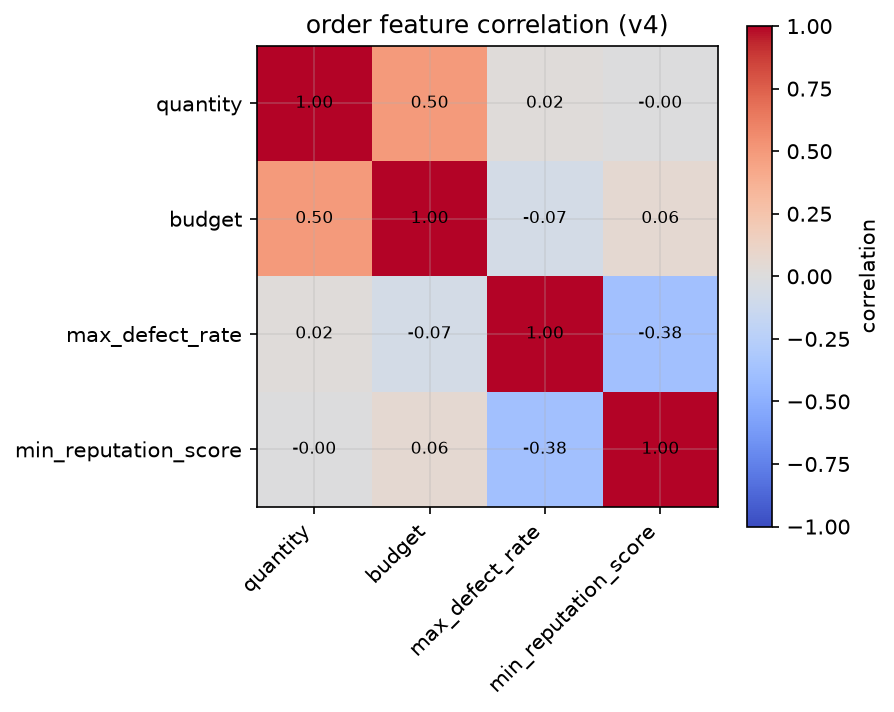 order feature correlation (v4)
quantity
1.00 0.50 0.02 -0.00
budget
0.50 1.00 -0.07 0.06
max_defect_rate
0.02 -0.07 1.00 -0.38
min_reputation_score
-0.00 0.06 -0.38 1.00
quantity
budget
max_defect_rate
min_reputation_score
1.00
0.75
0.50
0.25
0.00
−0.25
−0.50
−0.75
−1.00
correlation